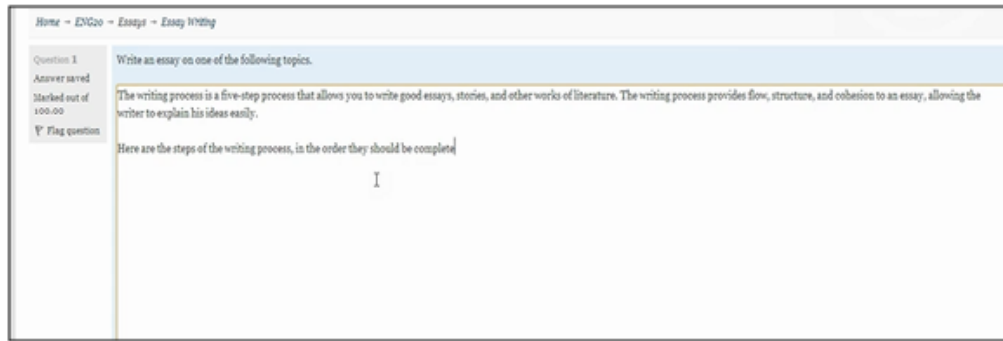 Home → ENG20 → Essays → Essay Writing
Question 1
Answer saved
Marked out of
100.00
Flag question
Write an essay on one of the following topics.
The writing process is a five-step process that allows you to write good essays, stories, and other works of literature. The writing process provides flow, structure, and cohesion to an essay, allowing the
writer to explain his ideas easily.
Here are the steps of the writing process, in the order they should be complete